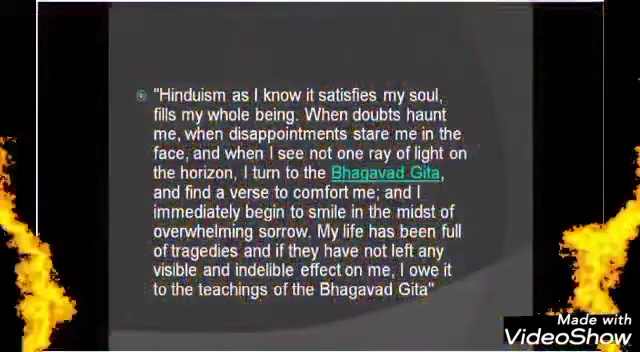 "Hinduism as I know it satisfies my soul,
fills my whole being. When doubts haunt
me, when disappointments stare me in the
face, and when I see not one ray of light on
the horizon, I turn to the Bhagavad Gita,
and find a verse to comfort me; and I
immediately begin to smile in the midst of
overwhelming sorrow. My life has been full
of tragedies and if they have not left any
visible and indelible effect on me, I owe it
to the teachings of the Bhagavad Gita"
Made with
VideoShow